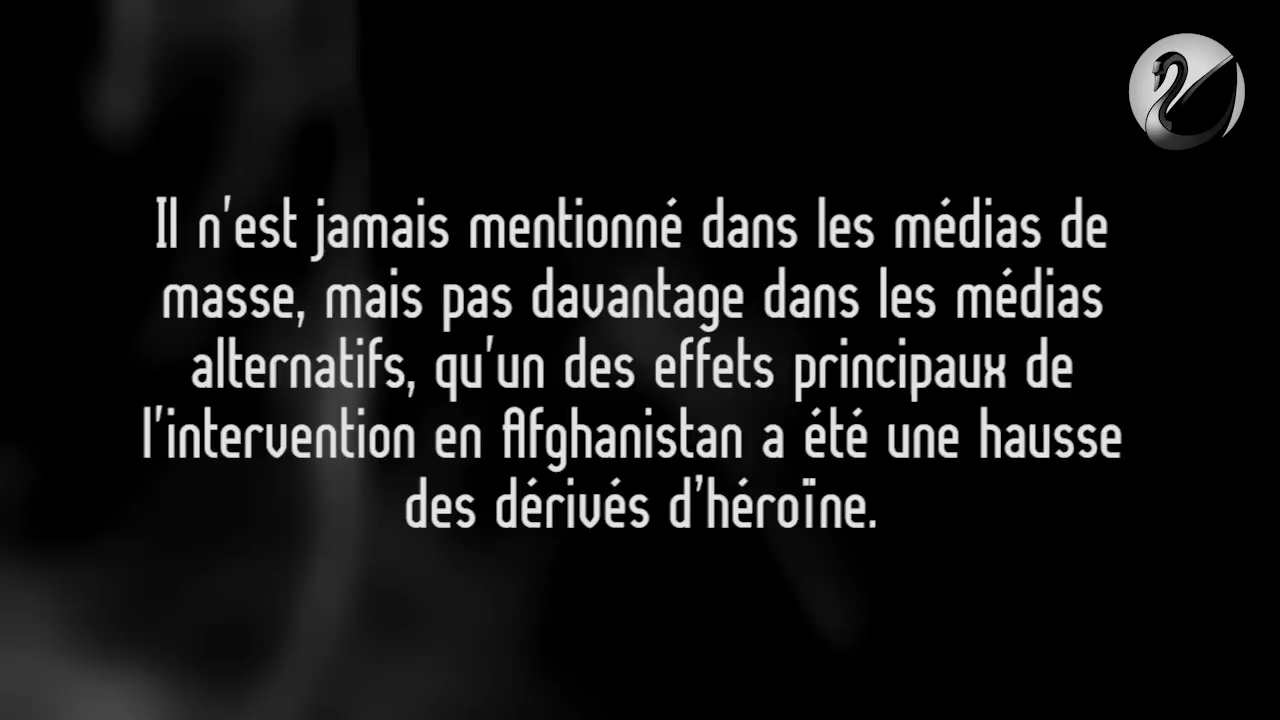 Il n'est jamais mentionné dans les médias de
masse, mais pas davantage dans les médias
alternatifs, qu'un des effets principaux de
l'intervention en Afghanistan a été une hausse
des dérivés d’héroïne.